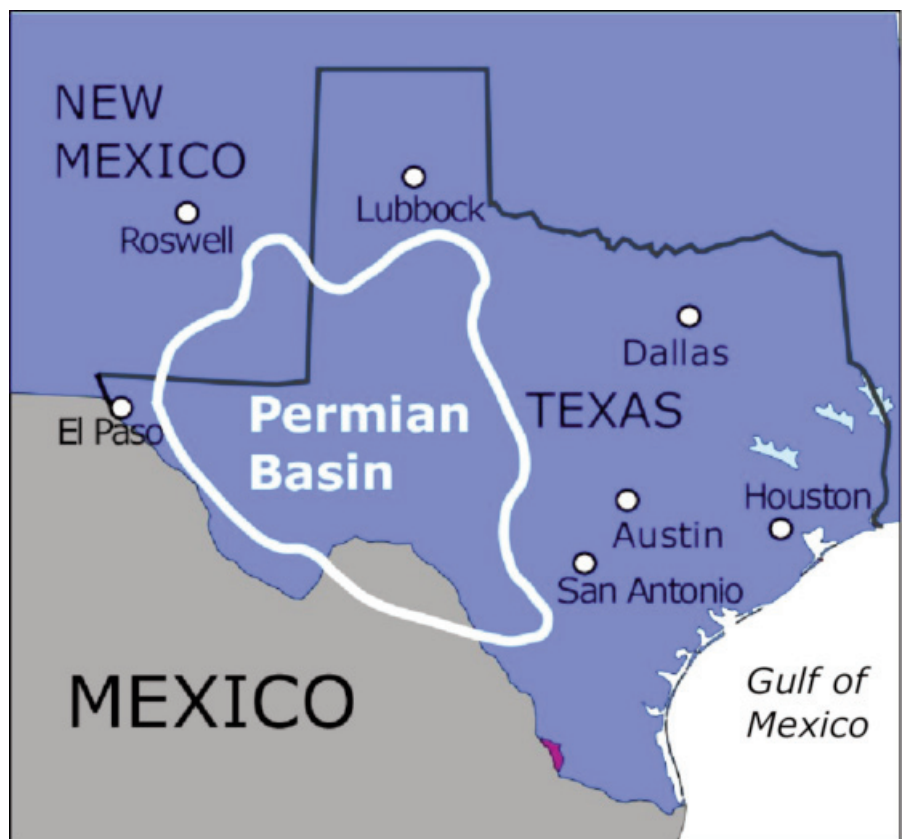 NEW
MEXICO
Roswell
Lubbock
Dallas
TEXAS
El Paso
Permian
Basin
Houston
Austin
San Antonio
MEXICO
Gulf of
Mexico